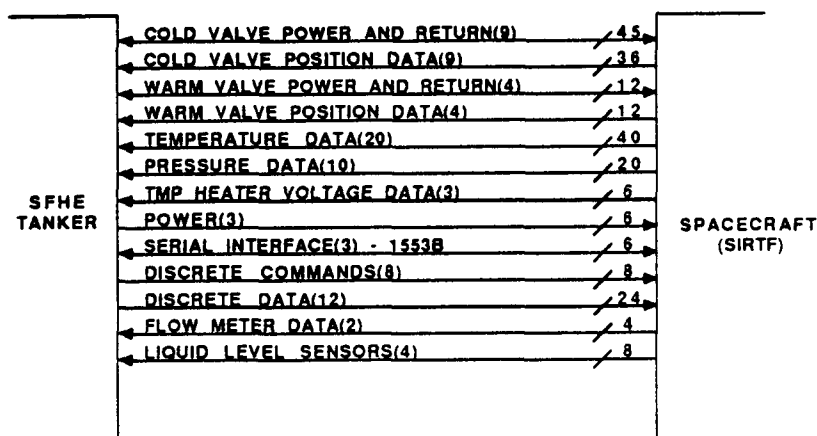 COLD VALVE POWER AND RETURN(9) 45
COLD VALVE POSITION DATA(9) 36
WARM VALVE POWER AND RETURN(4) 12
WARM VALVE POSITION DATA(4) 12
TEMPERATURE DATA(20) 40
PRESSURE DATA(10) 20
TMP HEATER VOLTAGE DATA(3) 6
POWER(3) 6
SERIAL INTERFACE(3) - 1553B 6
DISCRETE COMMANDS(8) 8
DISCRETE DATA(12) 24
FLOW METER DATA(2) 4
LIQUID LEVEL SENSORS(4) 8
SFHE
TANKER
SPACECRAFT
(SIRTF)